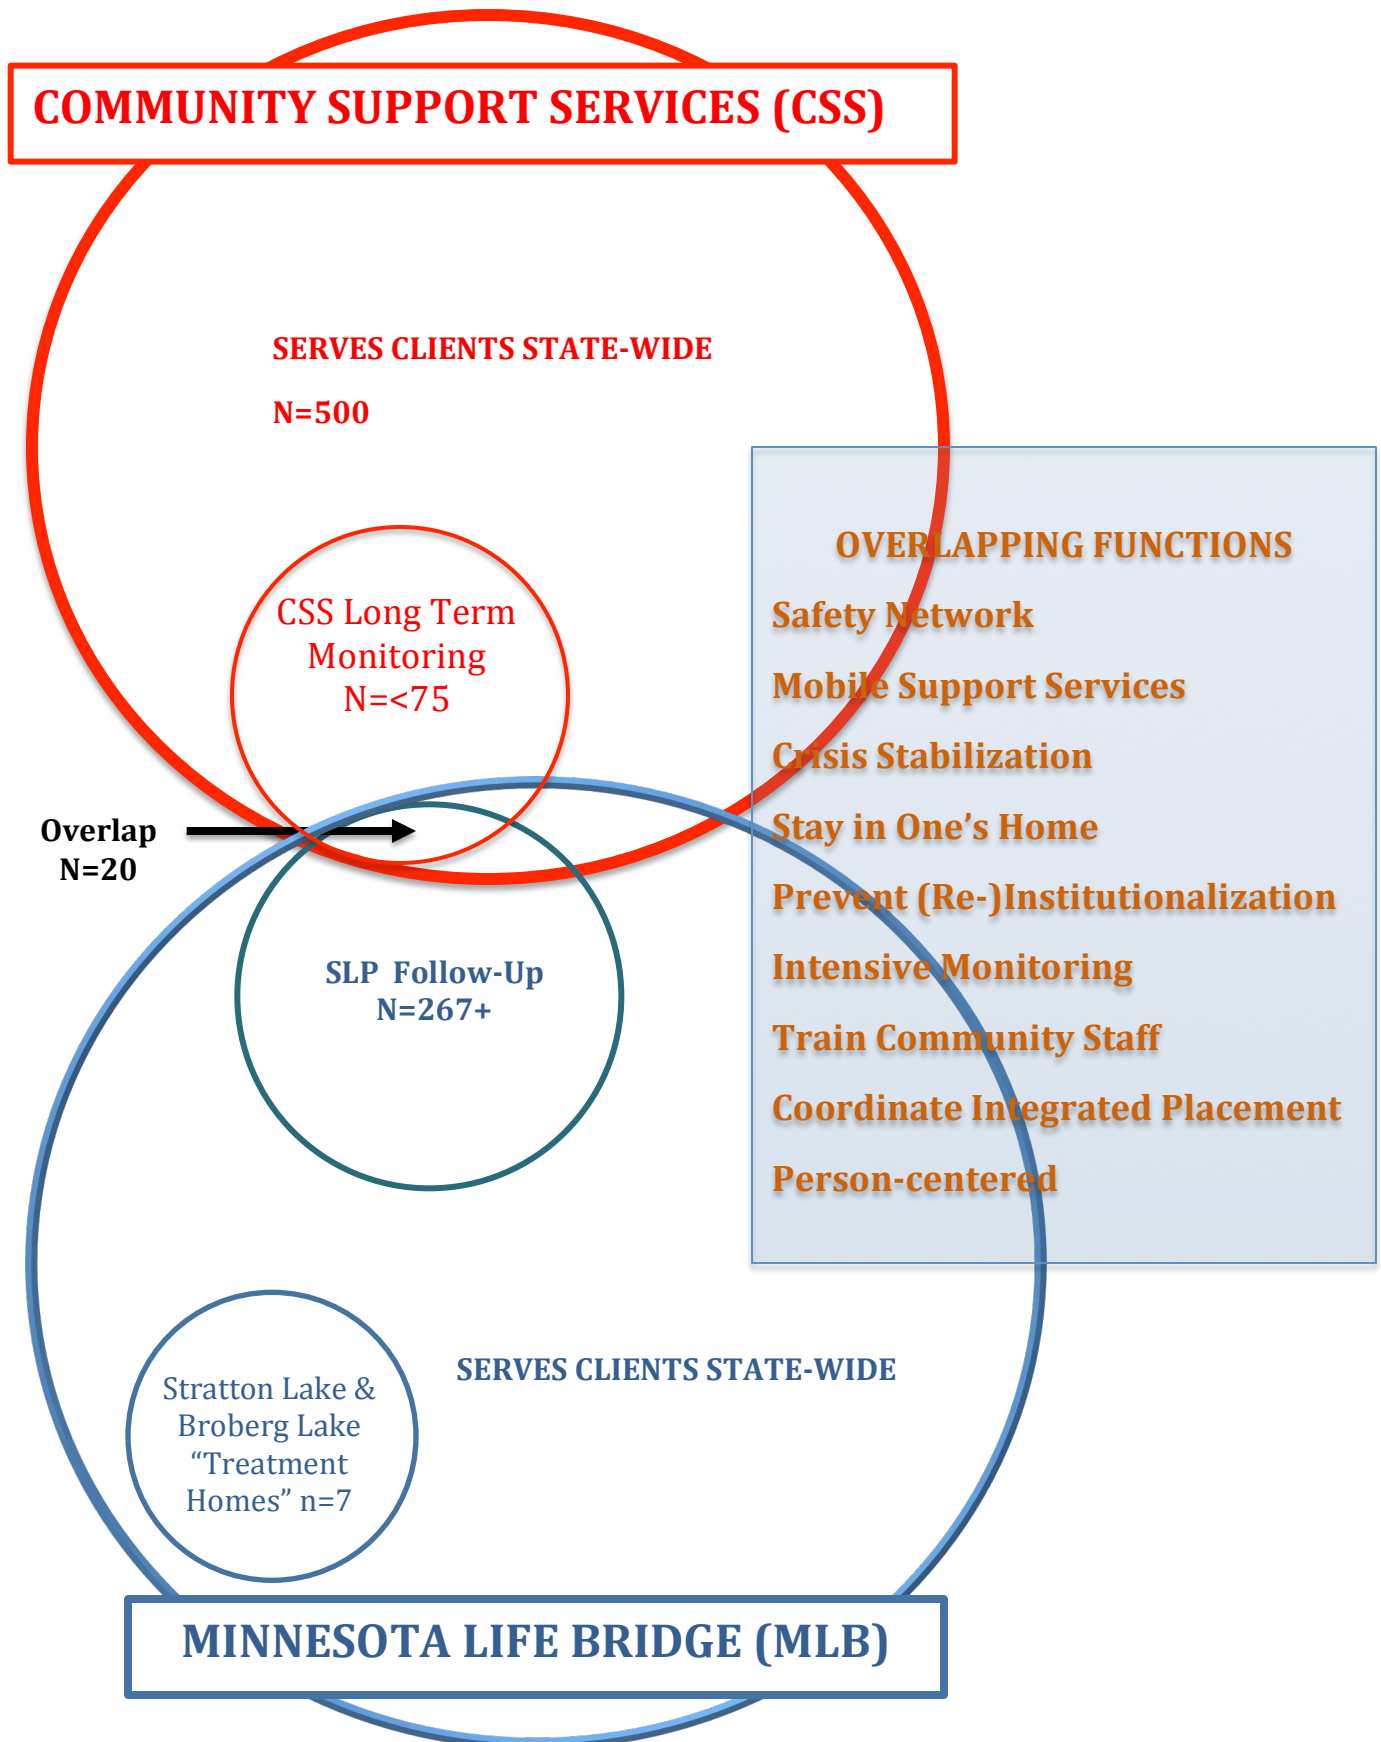 COMMUNITY SUPPORT SERVICES (CSS)
SERVES CLIENTS STATE-WIDE
N=500
CSS Long Term
Monitoring
N=<75
Overlap
N=20
SLP  Follow-Up
N=267+
OVERLAPPING FUNCTIONS
Safety Network
Mobile Support Services
Crisis Stabilization
Stay in One’s Home
Prevent (Re-)Institutionalization
Intensive Monitoring
Train Community Staff
Coordinate Integrated Placement
Person-centered
SERVES CLIENTS STATE-WIDE
Stratton Lake &
Broberg Lake
“Treatment
Homes” n=7
MINNESOTA LIFE BRIDGE (MLB)